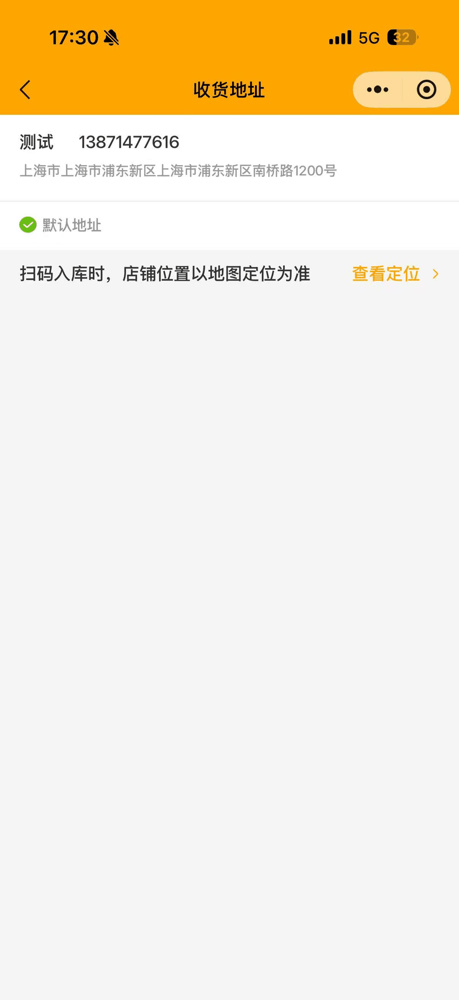 17:30 5G 32
收货地址
测试 13871477616
上海市上海市浦东新区上海市浦东新区南桥路1200号
默认地址
扫码入库时，店铺位置以地图定位为准 查看定位